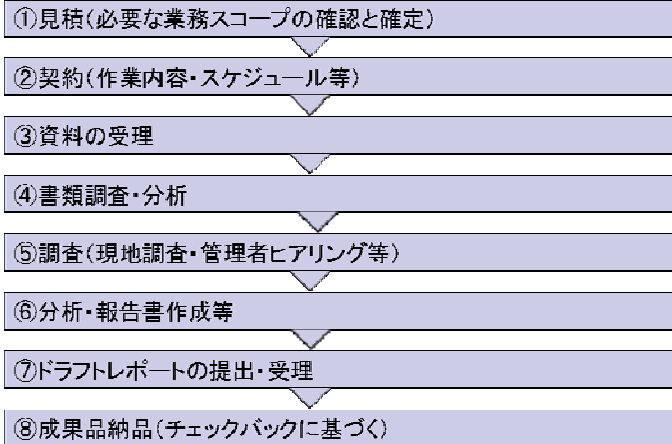 ①見積(必要な業務スコープの確認と確定)
②契約(作業内容・スケジュール等)
③資料の受理
④書類調査・分析
⑤調査(現地調査・管理者ヒアリング等)
⑥分析・報告書作成等
⑦ドラフトレポートの提出・受理
⑧成果品納品(チェックバックに基づく)